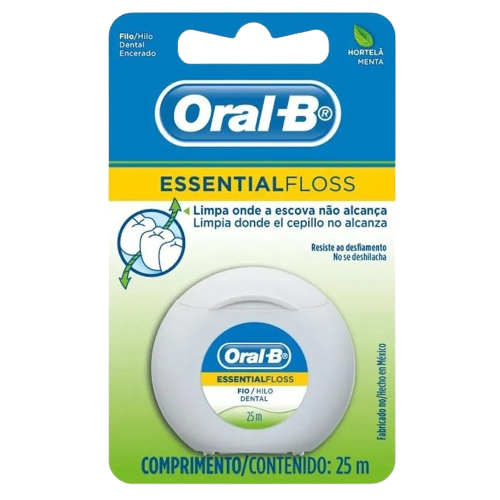 Filo/Hilo
Dental
Encerado
HORTELÃ
MENTA
Oral-B®
ESSENTIALFLOSS
Limpa onde a escova não alcança
Limpia donde el cepillo no alcanza
Resiste ao desfiamento
No se deshilacha
Oral-B®
ESSENTIALFLOSS
FIO / HILO
DENTAL
25 m
Fabricado no/Hecho en México
COMPRIMENTO/CONTENIDO: 25 m